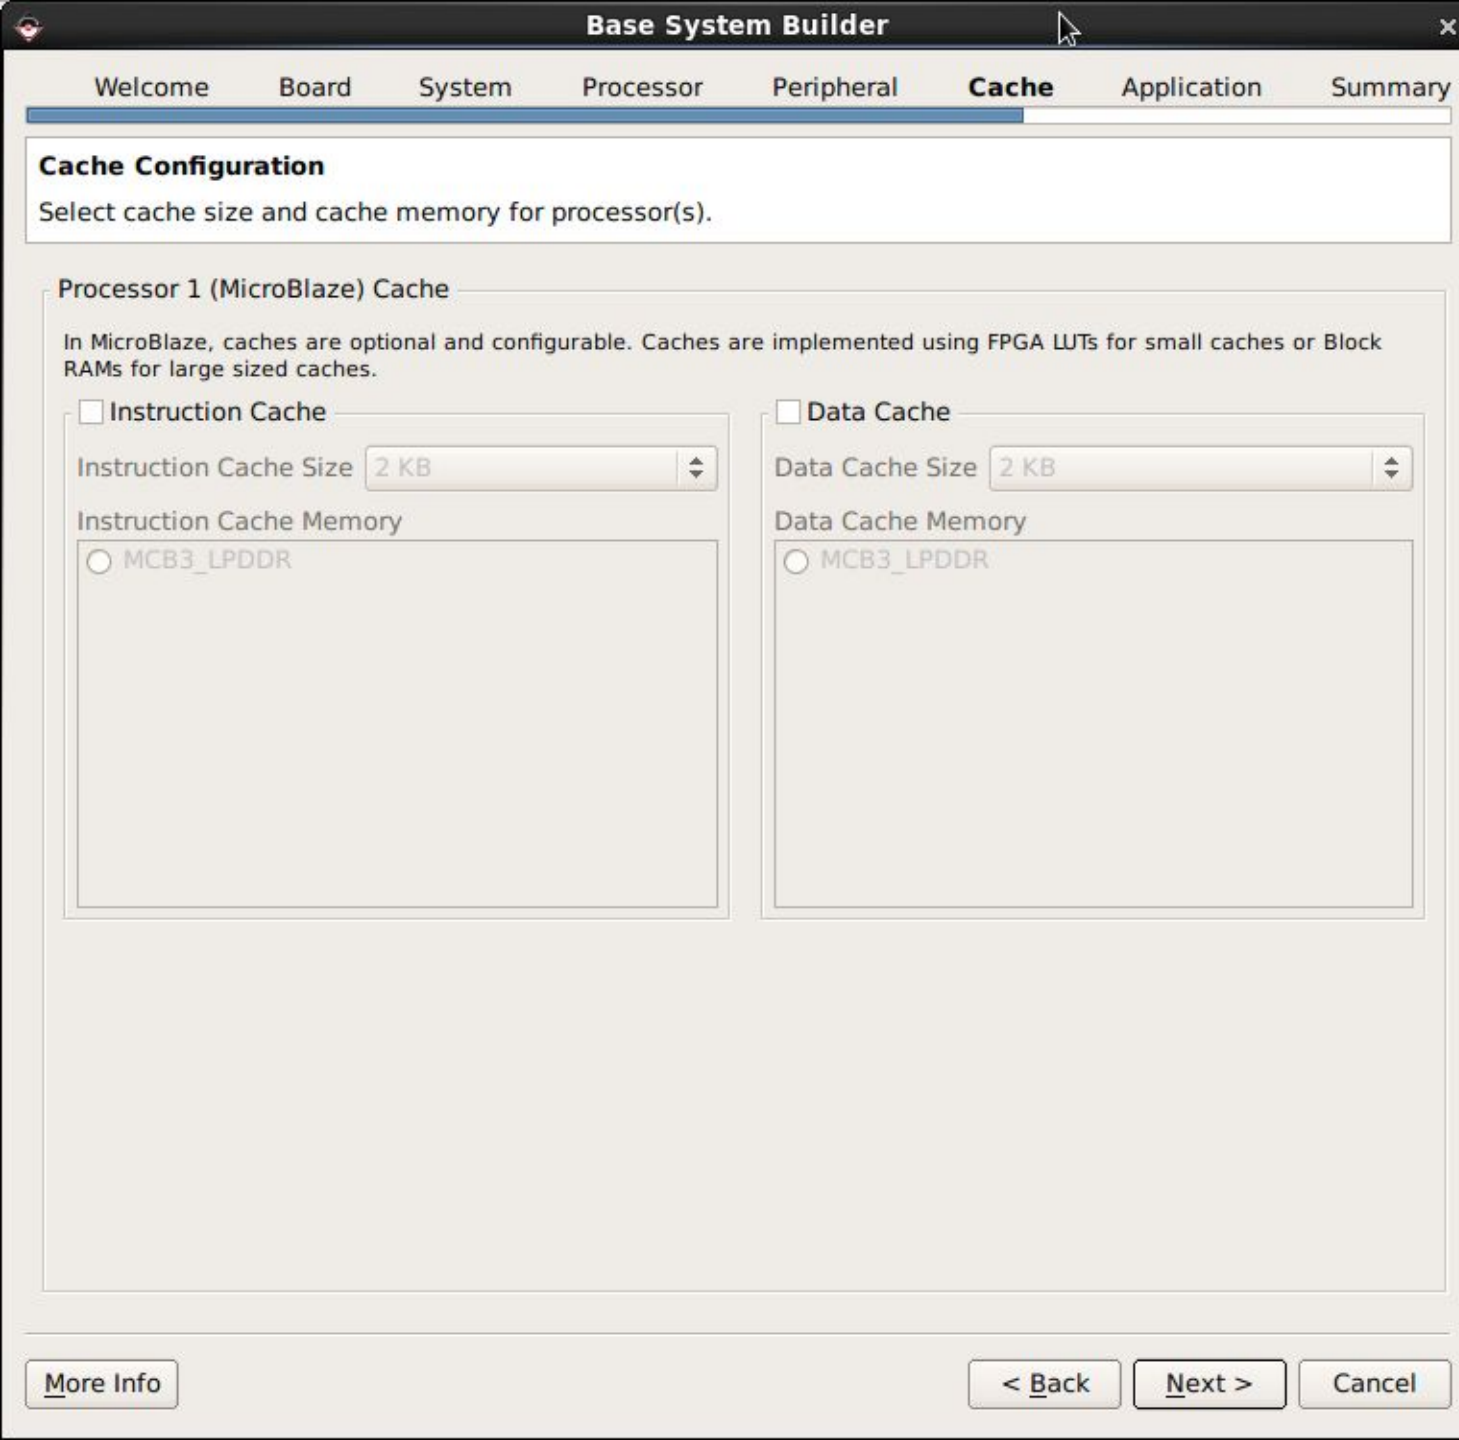 Base System Builder
Welcome Board System Processor Peripheral Cache Application Summary
Cache Configuration
Select cache size and cache memory for processor(s).
Processor 1 (MicroBlaze) Cache
In MicroBlaze, caches are optional and configurable. Caches are implemented using FPGA LUTs for small caches or Block
RAMs for large sized caches.
Instruction Cache
Instruction Cache Size 2 KB
Instruction Cache Memory
MCB3_LPDDR
Data Cache
Data Cache Size 2 KB
Data Cache Memory
MCB3_LPDDR
More Info < Back Next > Cancel